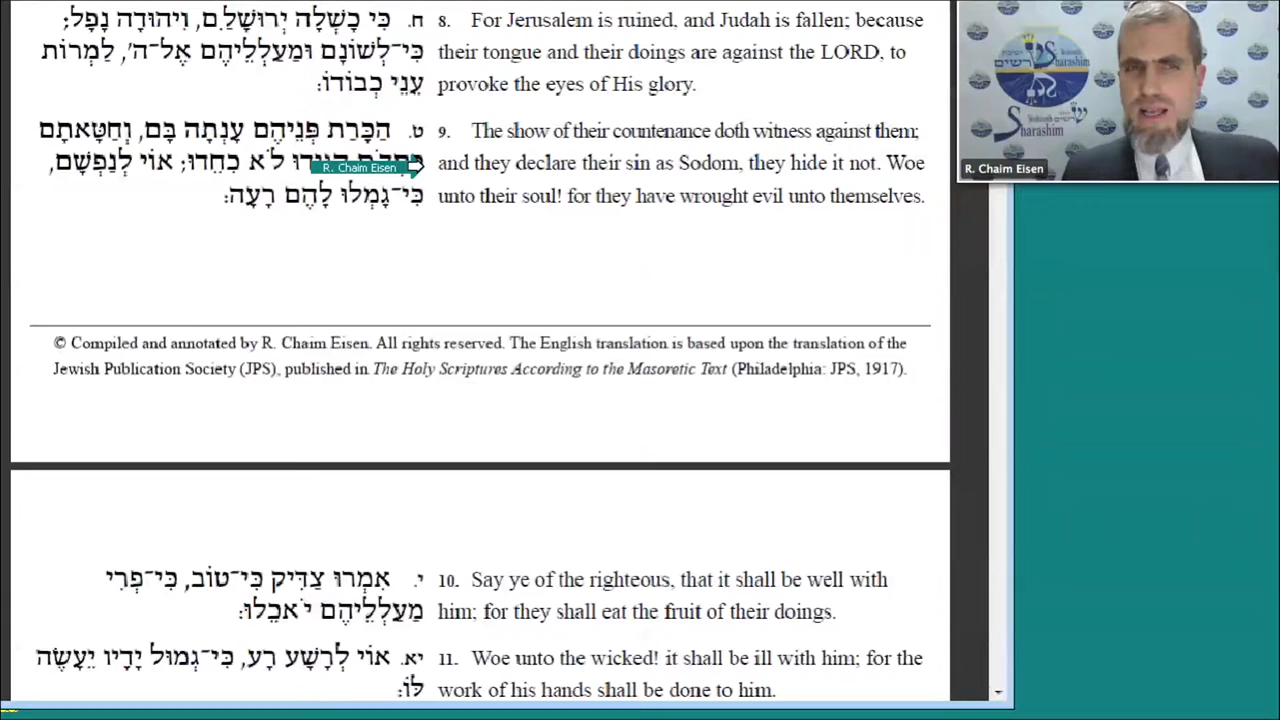 ח. כִּי כָשְׁלָה יְרוּשָׁלַ‍ִם, וִיהוּדָה נָפָל;
כִּי־לְשׁוֹנָם וּמַעַלְלֵיהֶם אֶל־ה', לַמְרוֹת
עֵנֵי כְבוֹדוֹ:
8. For Jerusalem is ruined, and Judah is fallen; because
their tongue and their doings are against the LORD, to
provoke the eyes of His glory.
ט. הַכָּרַת פְּנֵיהֶם עָנְתָה בָּם, וְחַטָּאתָם
לֹא כִחֵדוּ; אוֹי לְנַפְשָׁם,
כִּי־גָמְלוּ לָהֶם רָעָה:
9. The show of their countenance doth witness against them;
and they declare their sin as Sodom, they hide it not. Woe
unto their soul! for they have wrought evil unto themselves.
R. Chaim Eisen
© Compiled and annotated by R. Chaim Eisen. All rights reserved. The English translation is based upon the translation of the
Jewish Publication Society (JPS), published in The Holy Scriptures According to the Masoretic Text (Philadelphia: JPS, 1917).
י. אִמְרוּ צַדִּיק כִּי־טוֹב, כִּי־פְרִי
מַעַלְלֵיהֶם יֹאכֵלוּ:
10. Say ye of the righteous, that it shall be well with
him; for they shall eat the fruit of their doings.
יא. אוֹי לְרָשָׁע רָע, כִּי־גְמוּל יָדָיו יֵעָשֶׂה
לּוֹ:
11. Woe unto the wicked! it shall be ill with him; for the
work of his hands shall be done to him.
Sharashim
שרשים
Sharashim
R. Chaim Eisen